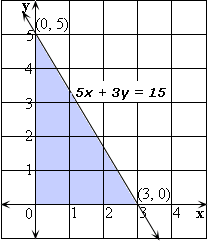 y
(0, 5)
5
4
5x + 3y = 15
3
2
1
(3, 0)
0 1 2 3 4 x